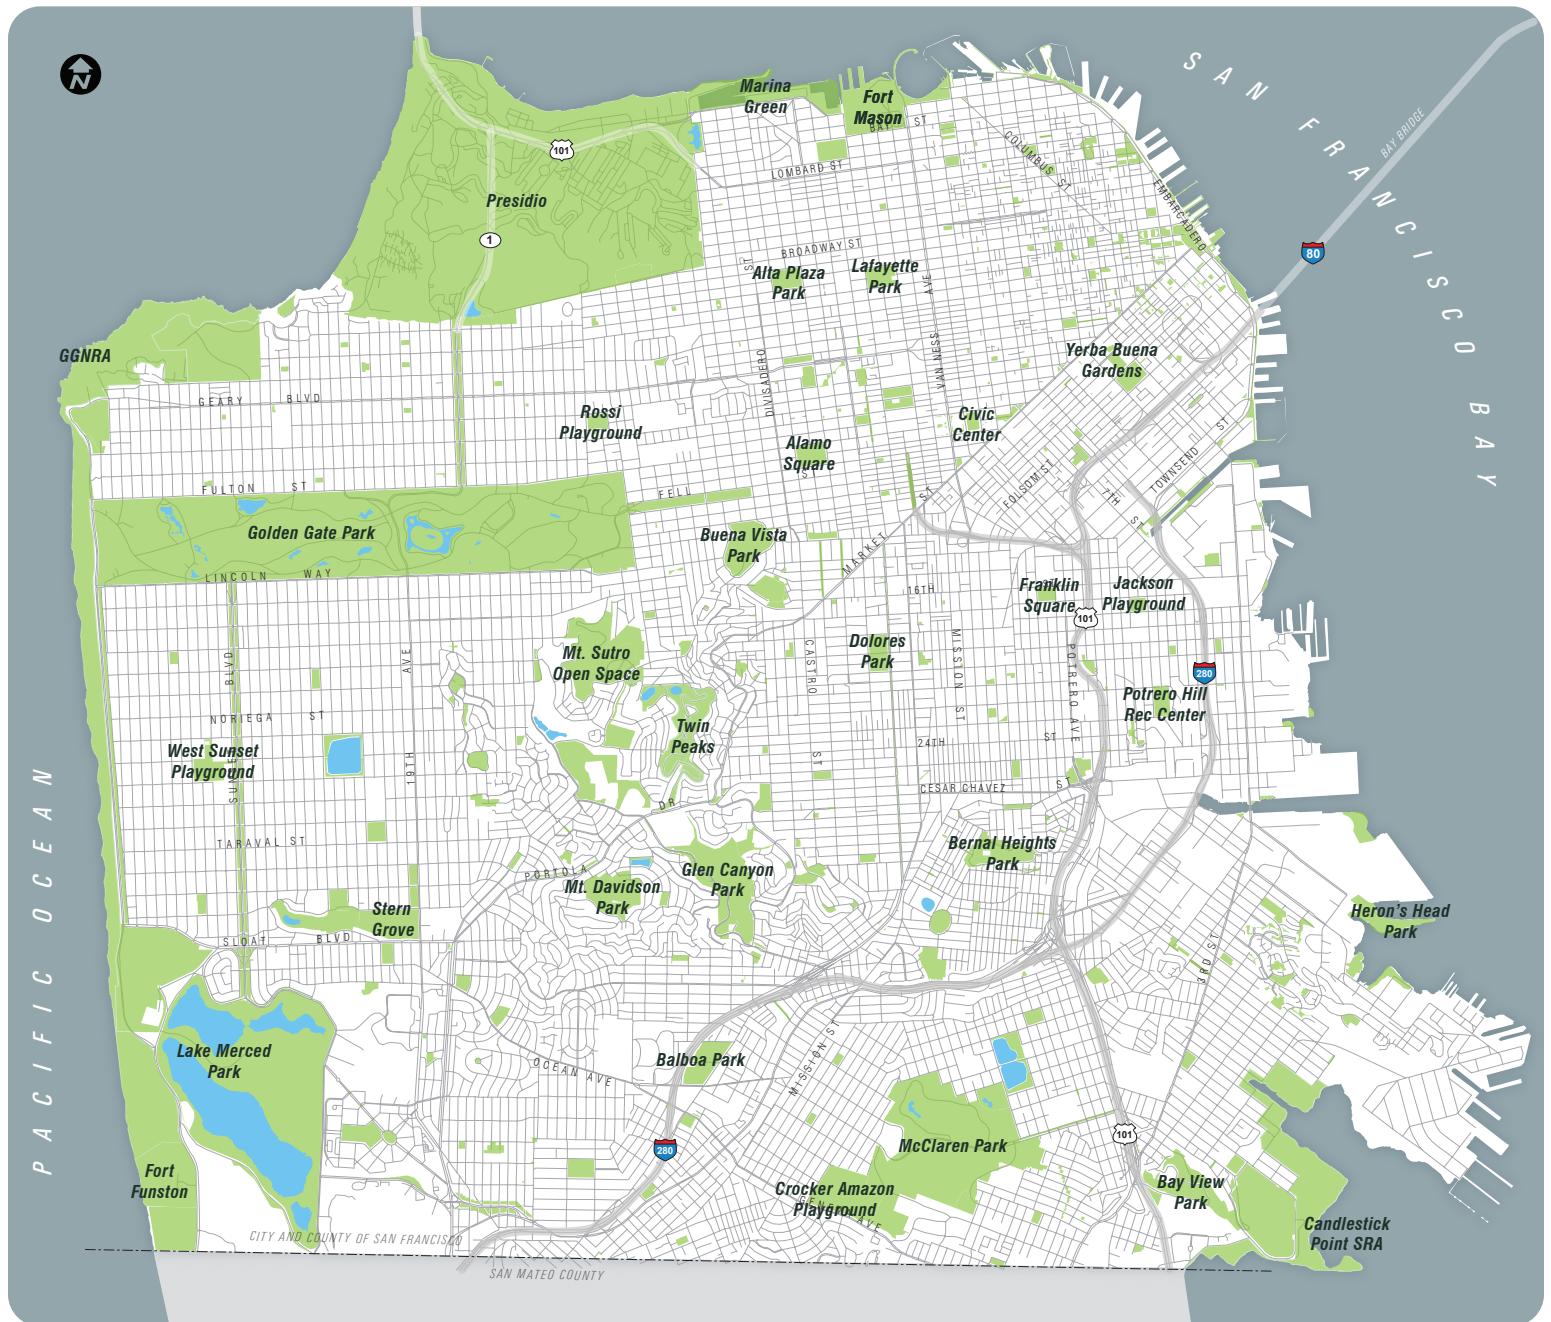 N
SAN FRANCISCO BAY
BAY BRIDGE
80
Marina
Green
Fort
Mason
BAY ST
COLUMBUS ST
LOMBARD ST
EMBARCADERO
101
Presidio
1
BROADWAY ST
ST
Alta Plaza
Park
Lafayette
Park
AVE
VAN NESS
DIVISADERO
GGNRA
Yerba Buena
Gardens
GEARY BLVD
Rossi
Playground
Civic
Center
Alamo
Square
ST
FULTON ST
FELL
ST
FOLSOM ST
TOWNSEND ST
7TH ST
Golden Gate Park
Buena Vista
Park
MARKET
LINCOLN WAY
16TH
ST
Franklin
Square
Jackson
Playground
101
Mt. Sutro
Open Space
Dolores
Park
CASTRO
ST
MISSION ST
POTRERO AVE
280
BLVD
AVE
Potrero Hill
Rec Center
NORIEGA ST
Twin
Peaks
24TH ST
West Sunset
Playground
SUNSET
19TH
CESAR CHAVEZ ST
DR
TARAVAL ST
Bernal Heights
Park
PORTOLA
Glen Canyon
Park
Mt. Davidson
Park
Stern
Grove
Heron's Head
Park
SLOAT BLVD
3RD ST
PACIFIC OCEAN
Lake Merced
Park
OCEAN AVE
Balboa Park
MISSION ST
McClaren Park
101
280
Fort
Funston
Crocker Amazon
Playground
GENEVA AVE
Bay View
Park
Candlestick
Point SRA
CITY AND COUNTY OF SAN FRANCISCO
SAN MATEO COUNTY